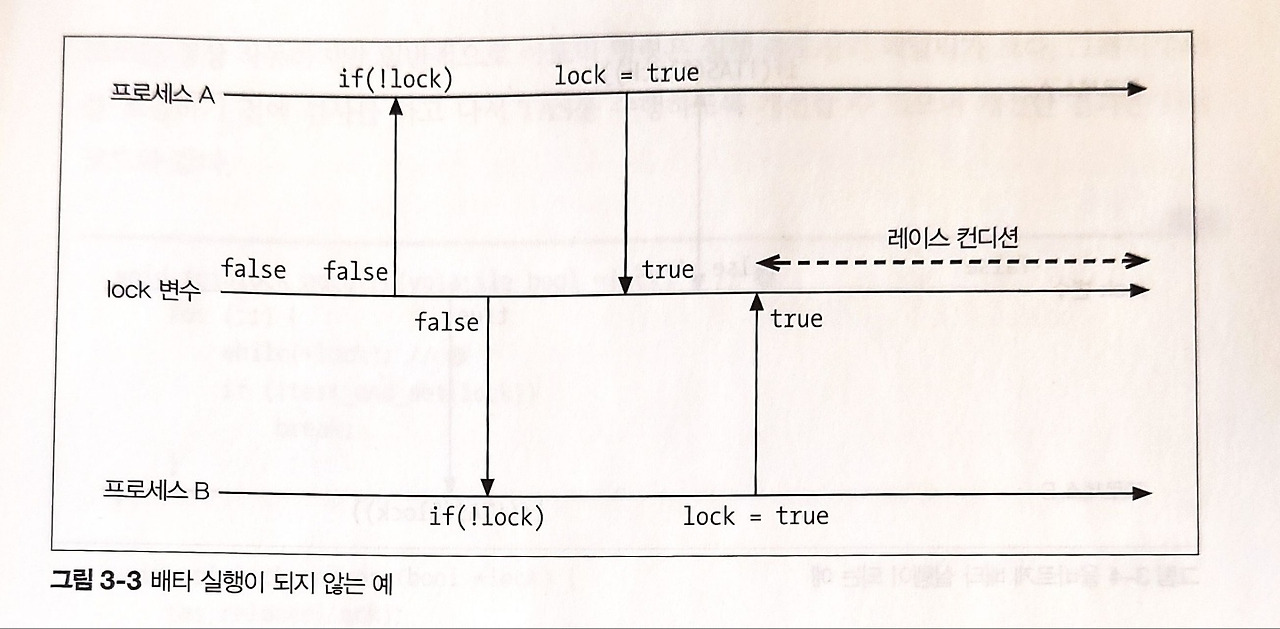 if(!lock)
lock = true
프로세스 A
레이스 컨디션
false
false
true
lock 변수
false
true
프로세스 B
if(!lock)
lock = true
그림 3-3 배타 실행이 되지 않는 예